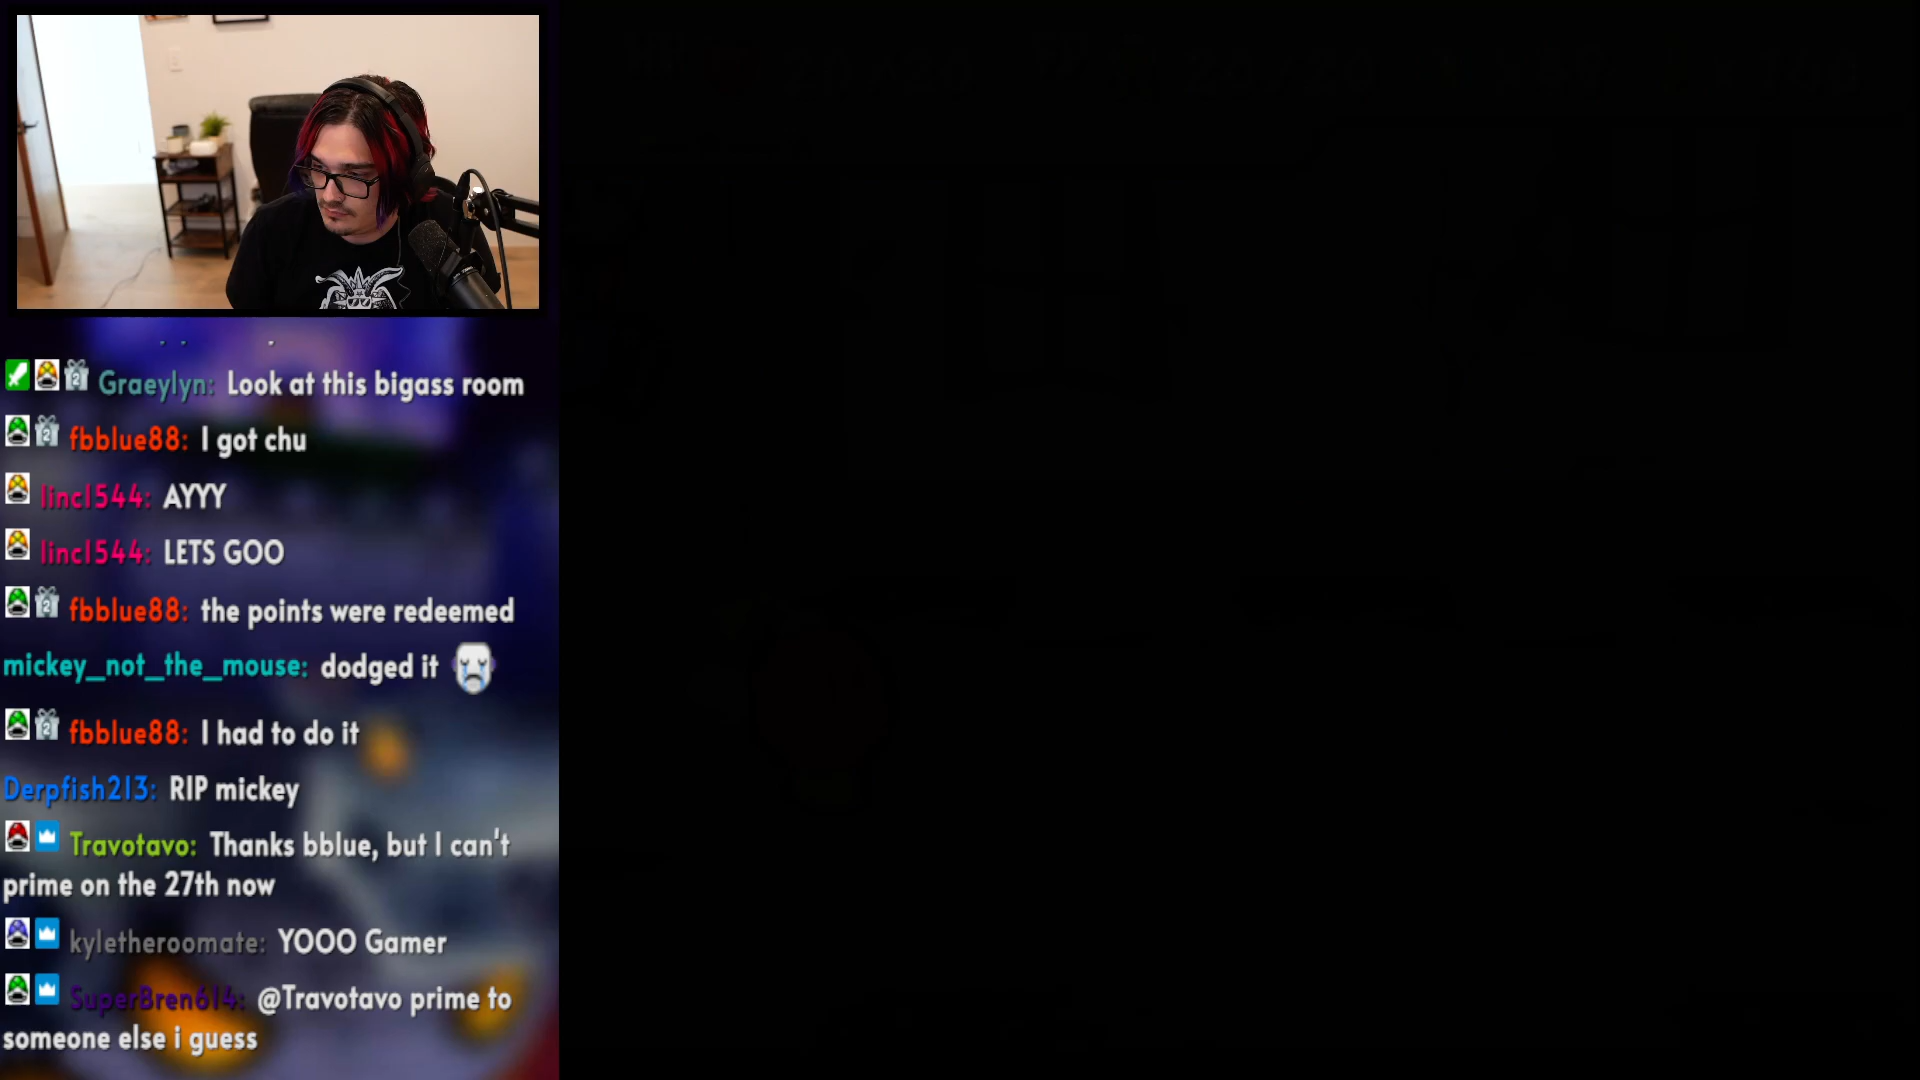 Graeylyn: Look at this bigass room
fbblue88: I got chu
lincl544: AYYY
lincl544: LETS GOO
fbblue88: the points were redeemed
mickey_not_the_mouse: dodged it
fbblue88: I had to do it
Derpfish213: RIP mickey
Travotavo: Thanks bblue, but I can't
prime on the 27th now
kyletheroomate: YOOO Gamer
SuperBren614: @Travotavo prime to
someone else i guess